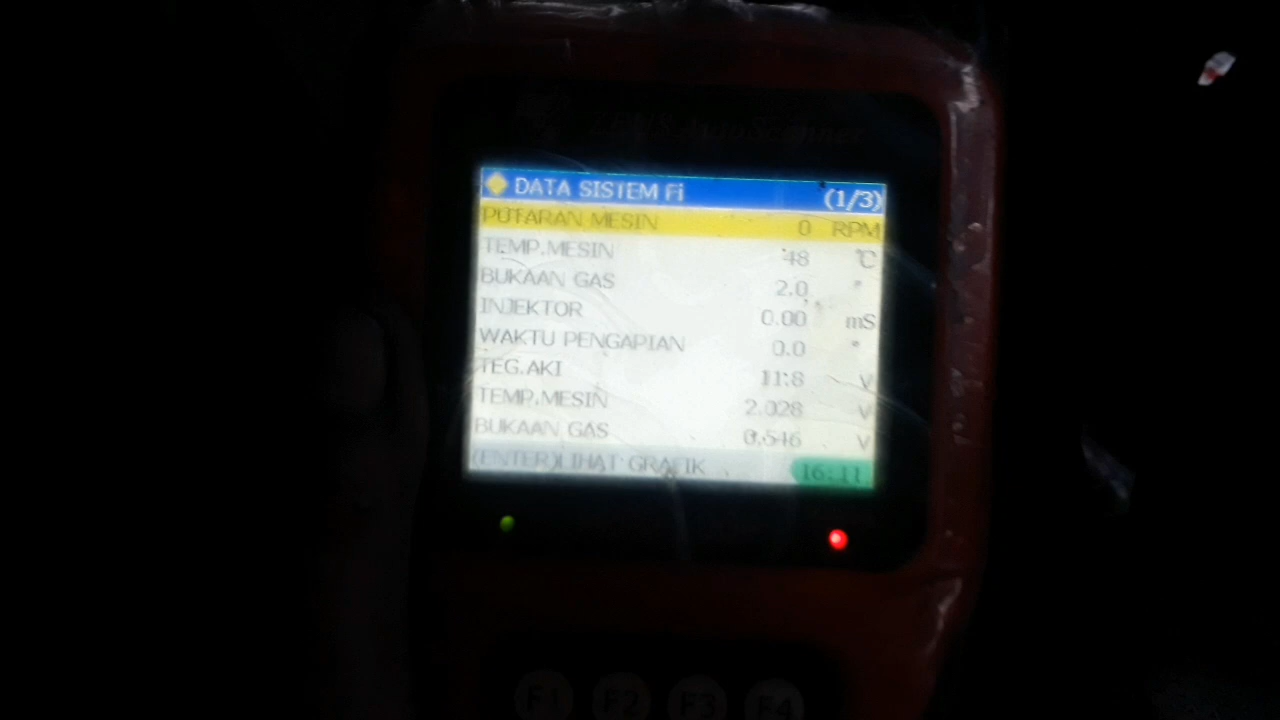 DATA SISTEM Fi (1/3)
PUTARAN MESIN 0 RPM
TEMP.MESIN 48 °C
BUKAAN GAS 2.0 °
INJEKTOR 0.00 mS
WAKTU PENGAPIAN 0.0 °
TEG.AKI 11.8 V
TEMP.MESIN 2.028 V
BUKAAN GAS 0.546 V
(ENTER)LIHAT GRAFIK 16:11
F1 F2 F3 F4